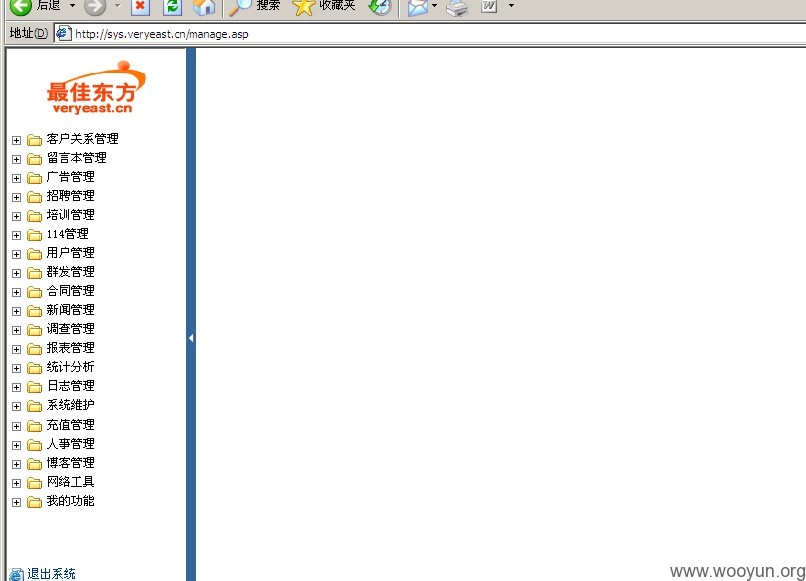 后退 搜索 收藏夹
地址(D) http://sys.veryeast.cn/manage.asp
最佳东方
veryeast.cn
客户关系管理
留言本管理
广告管理
招聘管理
培训管理
114管理
用户管理
群发管理
合同管理
新闻管理
调查管理
报表管理
统计分析
日志管理
系统维护
充值管理
人事管理
博客管理
网络工具
我的功能
退出系统
www.wooyun.org